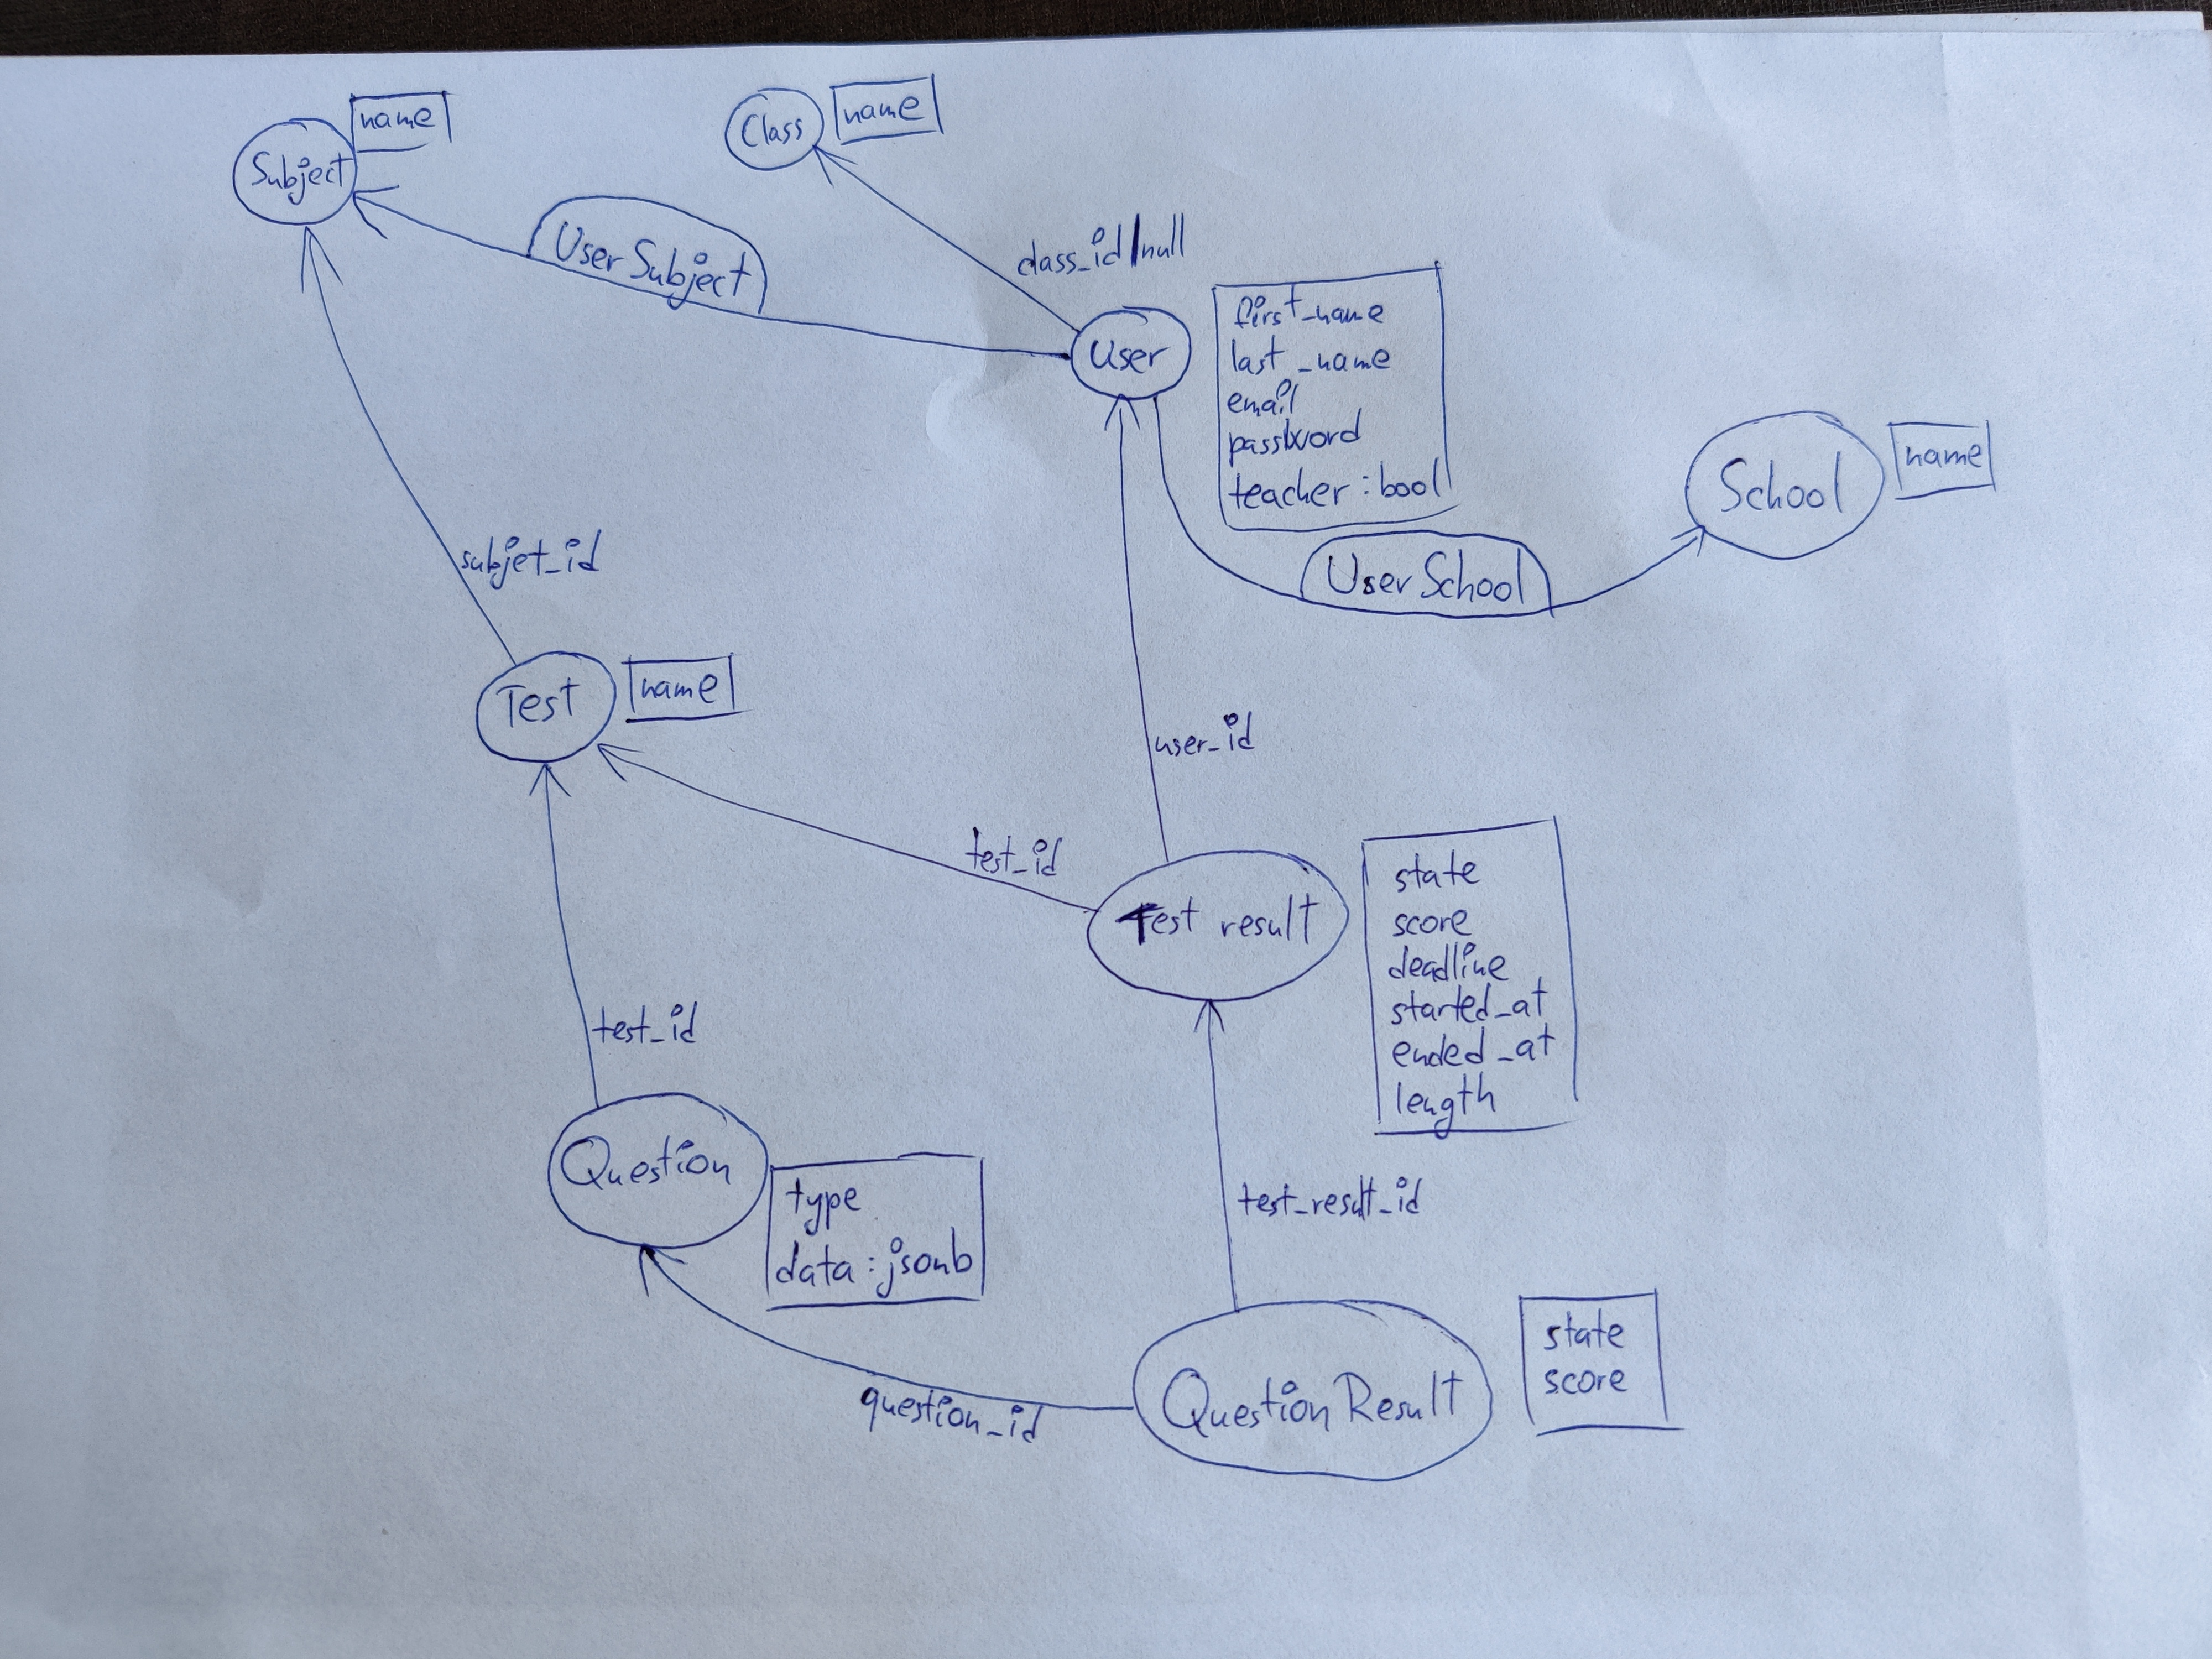 name
Subject
Class
name
User Subject
class_id/null
User
first_name
last_name
email
password
teacher : bool
School
name
User School
subjet_id
Test
name
user_id
test_id
Test result
state
score
deadline
started_at
ended_at
length
test_id
Question
type
data : jsonb
test_result_id
question_id
Question Result
state
score